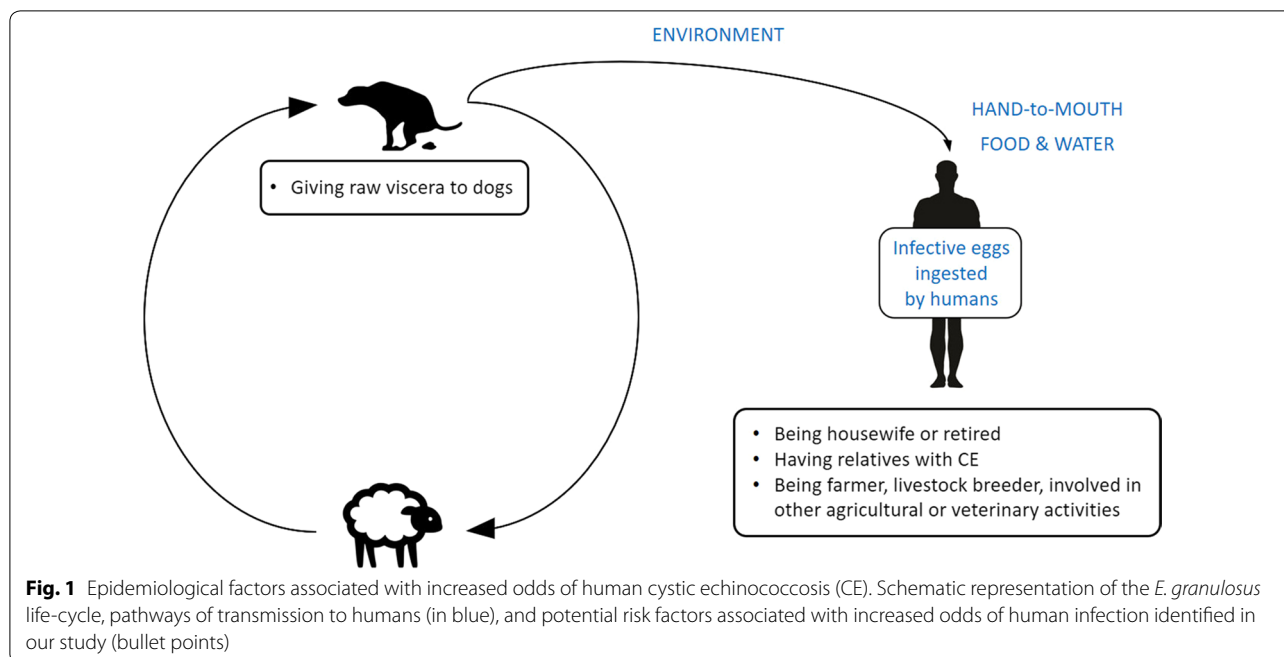 ENVIRONMENT
HAND-to-MOUTH
FOOD & WATER
• Giving raw viscera to dogs
Infective eggs
ingested
by humans
• Being housewife or retired
• Having relatives with CE
• Being farmer, livestock breeder, involved in
other agricultural or veterinary activities
Fig. 1 Epidemiological factors associated with increased odds of human cystic echinococcosis (CE). Schematic representation of the E. granulosus
life-cycle, pathways of transmission to humans (in blue), and potential risk factors associated with increased odds of human infection identified in
our study (bullet points)